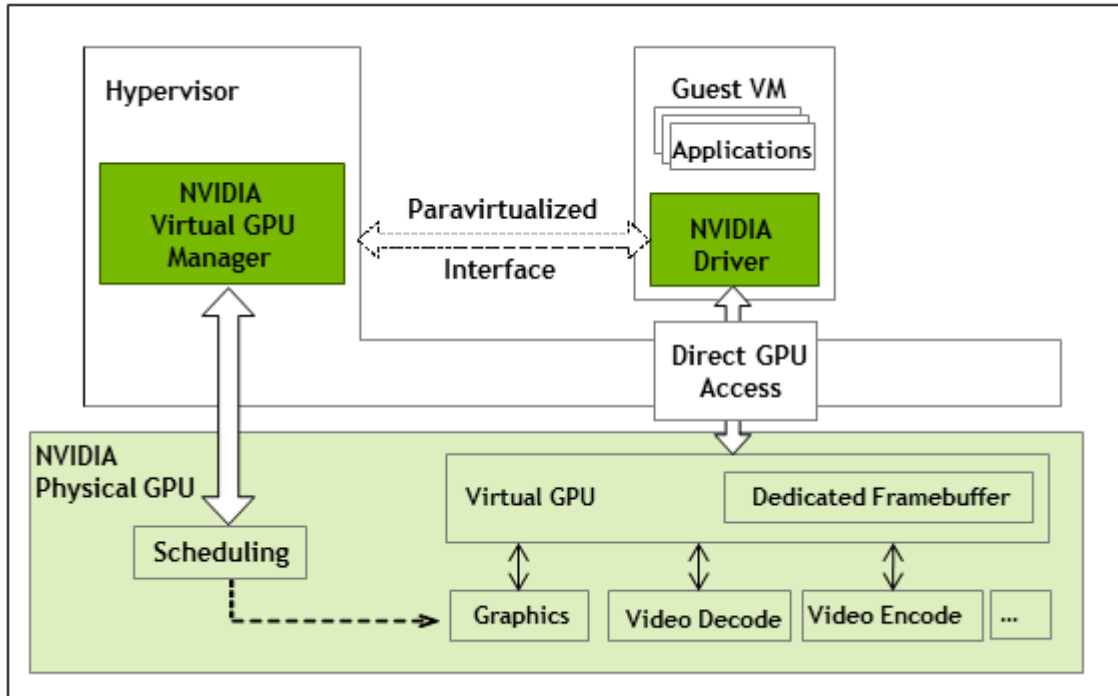 Hypervisor
NVIDIA
Virtual GPU
Manager
Paravirtualized
Interface
Guest VM
Applications
NVIDIA
Driver
Direct GPU
Access
NVIDIA
Physical GPU
Scheduling
Virtual GPU
Dedicated Framebuffer
Graphics
Video Decode
Video Encode
...